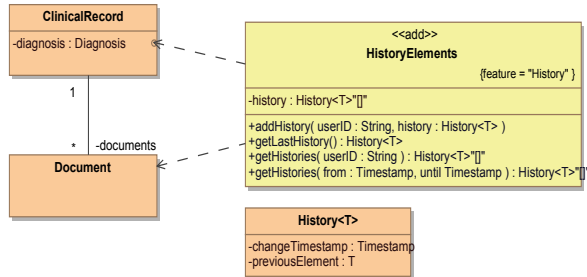 ClinicalRecord
-diagnosis : Diagnosis
1
*
-documents
Document
<<add>>
HistoryElements
{feature = "History" }
-history : History<T>"[]"
+addHistory( userID : String, history : History<T> )
+getLastHistory() : History<T>
+getHistories( userID : String ) : History<T>"[]"
+getHistories( from : Timestamp, until Timestamp ) : History<T>"[]"
History<T>
-changeTimestamp : Timestamp
-previousElement : T